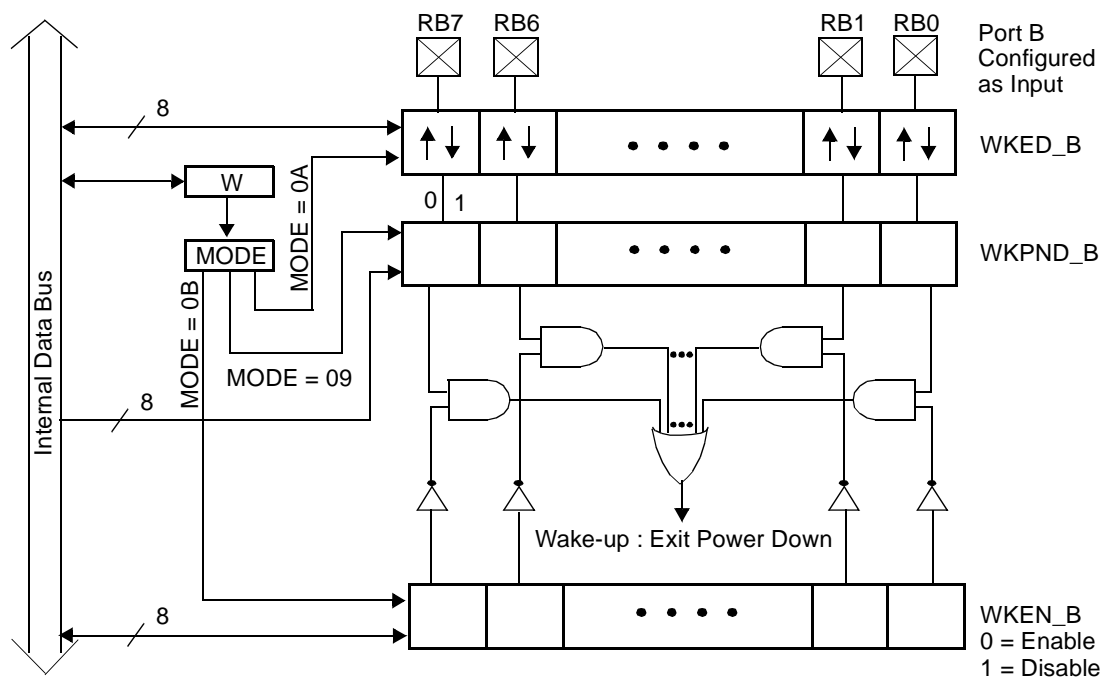 RB7 RB6 RB1 RB0
Port B
Configured
as Input
8
WKED_B
W
MODE = 0A
0 1
MODE
WKPND_B
MODE = 0B
MODE = 09
8
Internal Data Bus
Wake-up : Exit Power Down
8
WKEN_B
0 = Enable
1 = Disable